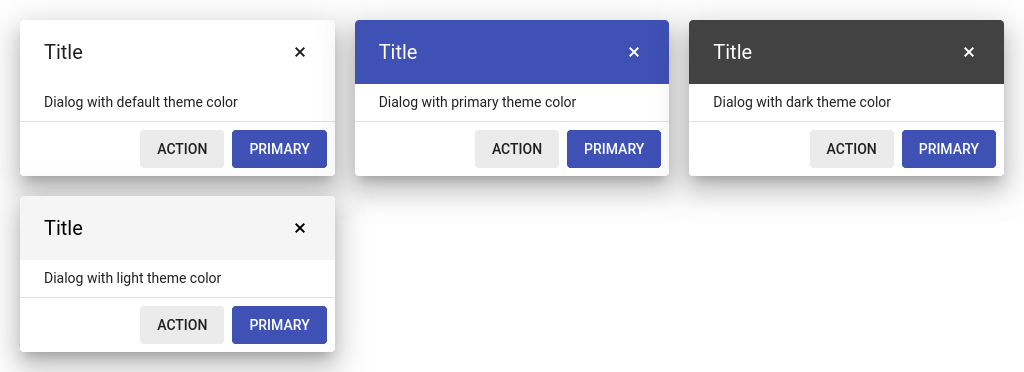 Title ×
Dialog with default theme color
ACTION PRIMARY
Title ×
Dialog with primary theme color
ACTION PRIMARY
Title ×
Dialog with dark theme color
ACTION PRIMARY
Title ×
Dialog with light theme color
ACTION PRIMARY